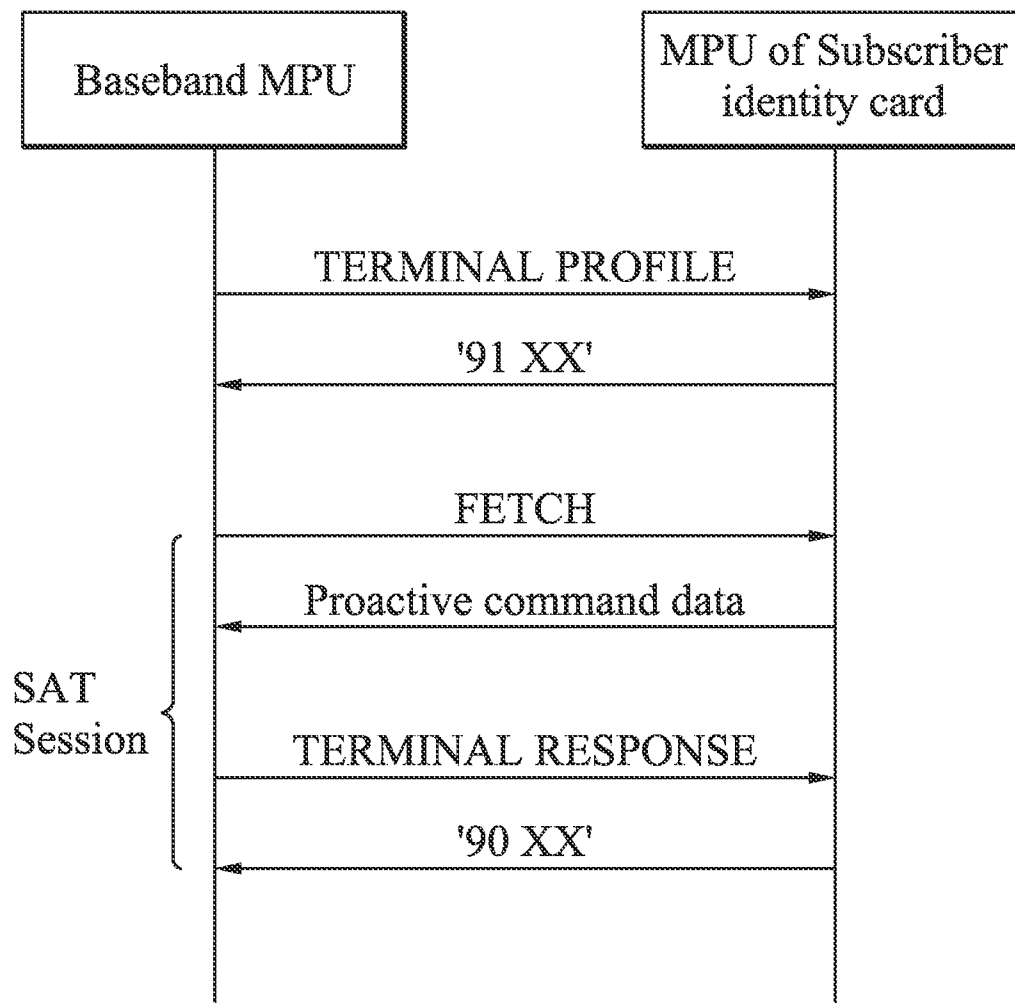 Baseband MPU
MPU of Subscriber
identity card
TERMINAL PROFILE
'91 XX'
FETCH
Proactive command data
SAT
Session
TERMINAL RESPONSE
'90 XX'